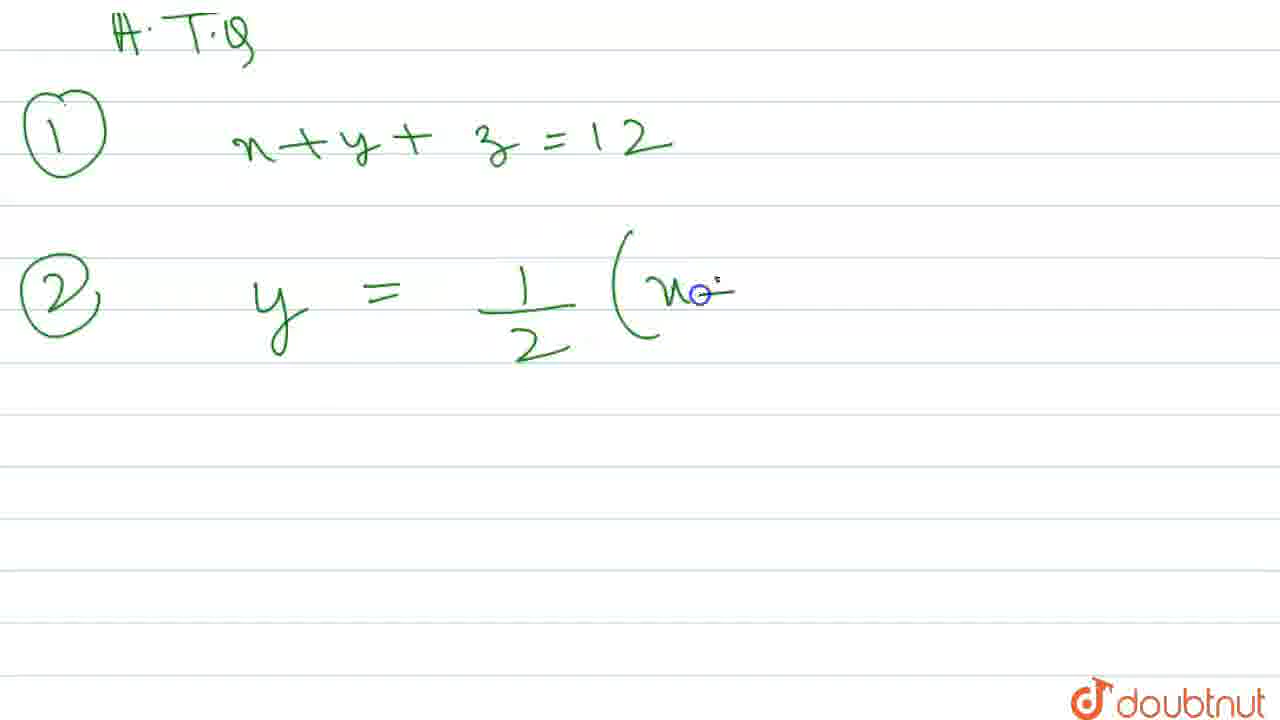 A.T.Q
① x+y+z=12
② y = 1/2 (x
doubtnut